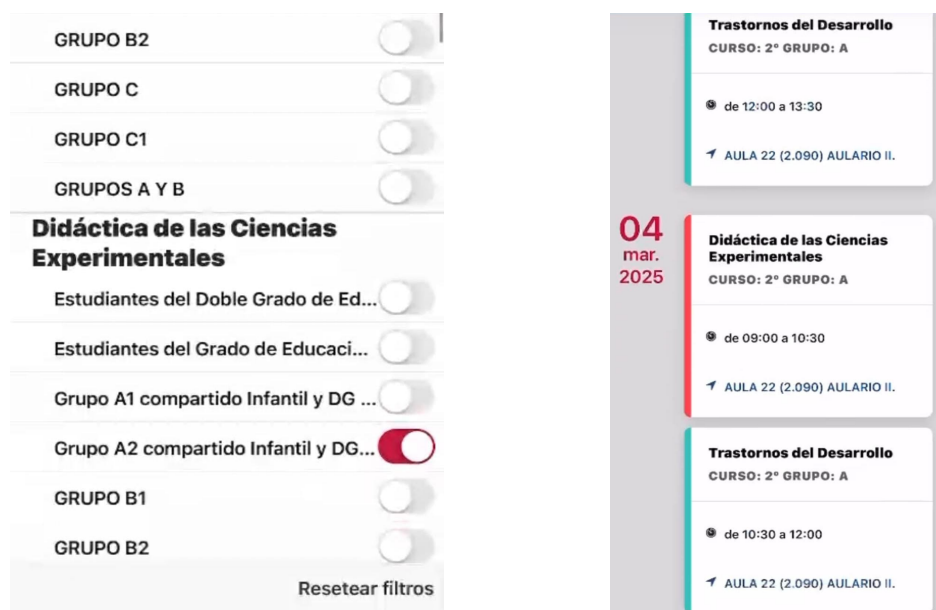 GRUPO B2
GRUPO C
GRUPO C1
GRUPOS A Y B
Didáctica de las Ciencias
Experimentales
Estudiantes del Doble Grado de Ed...
Estudiantes del Grado de Educaci...
Grupo A1 compartido Infantil y DG ...
Grupo A2 compartido Infantil y DG...
GRUPO B1
GRUPO B2
Resetear filtros
Trastornos del Desarrollo
CURSO: 2º GRUPO: A
de 12:00 a 13:30
AULA 22 (2.090) AULARIO II.
04
mar.
2025
Didáctica de las Ciencias
Experimentales
CURSO: 2º GRUPO: A
de 09:00 a 10:30
AULA 22 (2.090) AULARIO II.
Trastornos del Desarrollo
CURSO: 2º GRUPO: A
de 10:30 a 12:00
AULA 22 (2.090) AULARIO II.